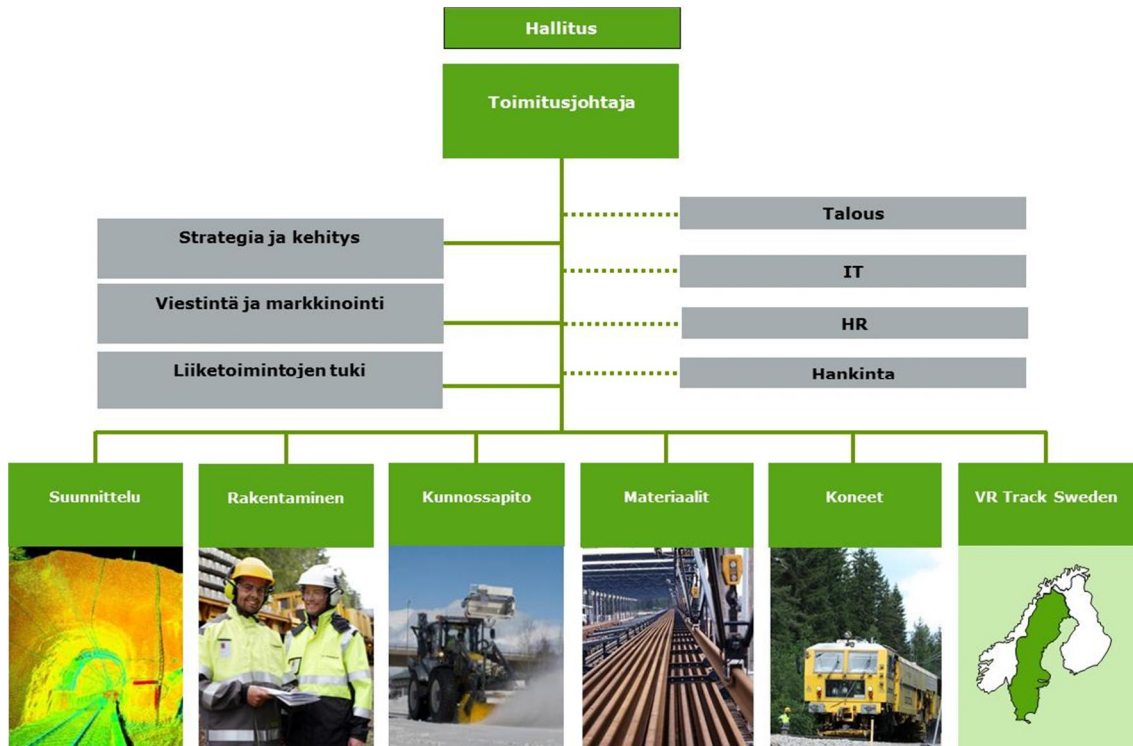 Hallitus
Toimitusjohtaja
Strategia ja kehitys
Viestintä ja markkinointi
Liiketoimintojen tuki
Talous
IT
HR
Hankinta
Suunnittelu
Rakentaminen
Kunnossapito
Materiaalit
Koneet
VR Track Sweden